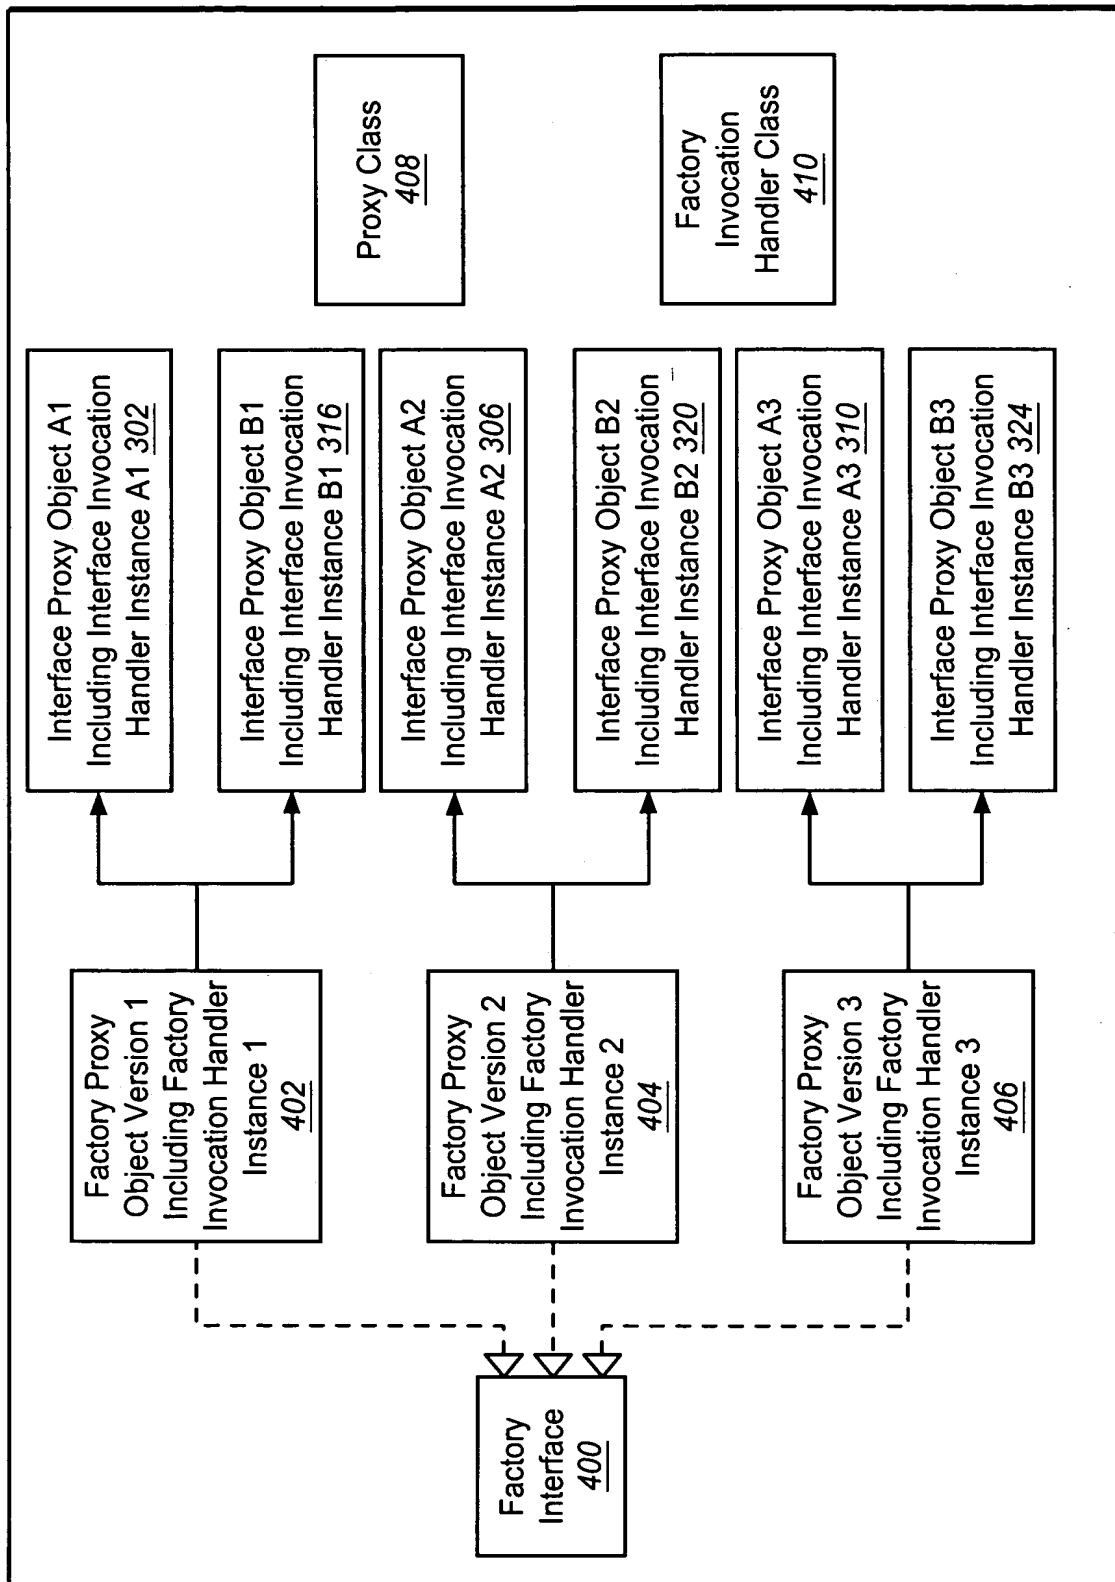 Factory
Interface
400
Factory Proxy
Object Version 1
Including Factory
Invocation Handler
Instance 1
402
Factory Proxy
Object Version 2
Including Factory
Invocation Handler
Instance 2
404
Factory Proxy
Object Version 3
Including Factory
Invocation Handler
Instance 3
406
Interface Proxy Object A1
Including Interface Invocation
Handler Instance A1 302
Interface Proxy Object B1
Including Interface Invocation
Handler Instance B1 316
Interface Proxy Object A2
Including Interface Invocation
Handler Instance A2 306
Interface Proxy Object B2
Including Interface Invocation
Handler Instance B2 320
Interface Proxy Object A3
Including Interface Invocation
Handler Instance A3 310
Interface Proxy Object B3
Including Interface Invocation
Handler Instance B3 324
Proxy Class
408
Factory
Invocation
Handler Class
410